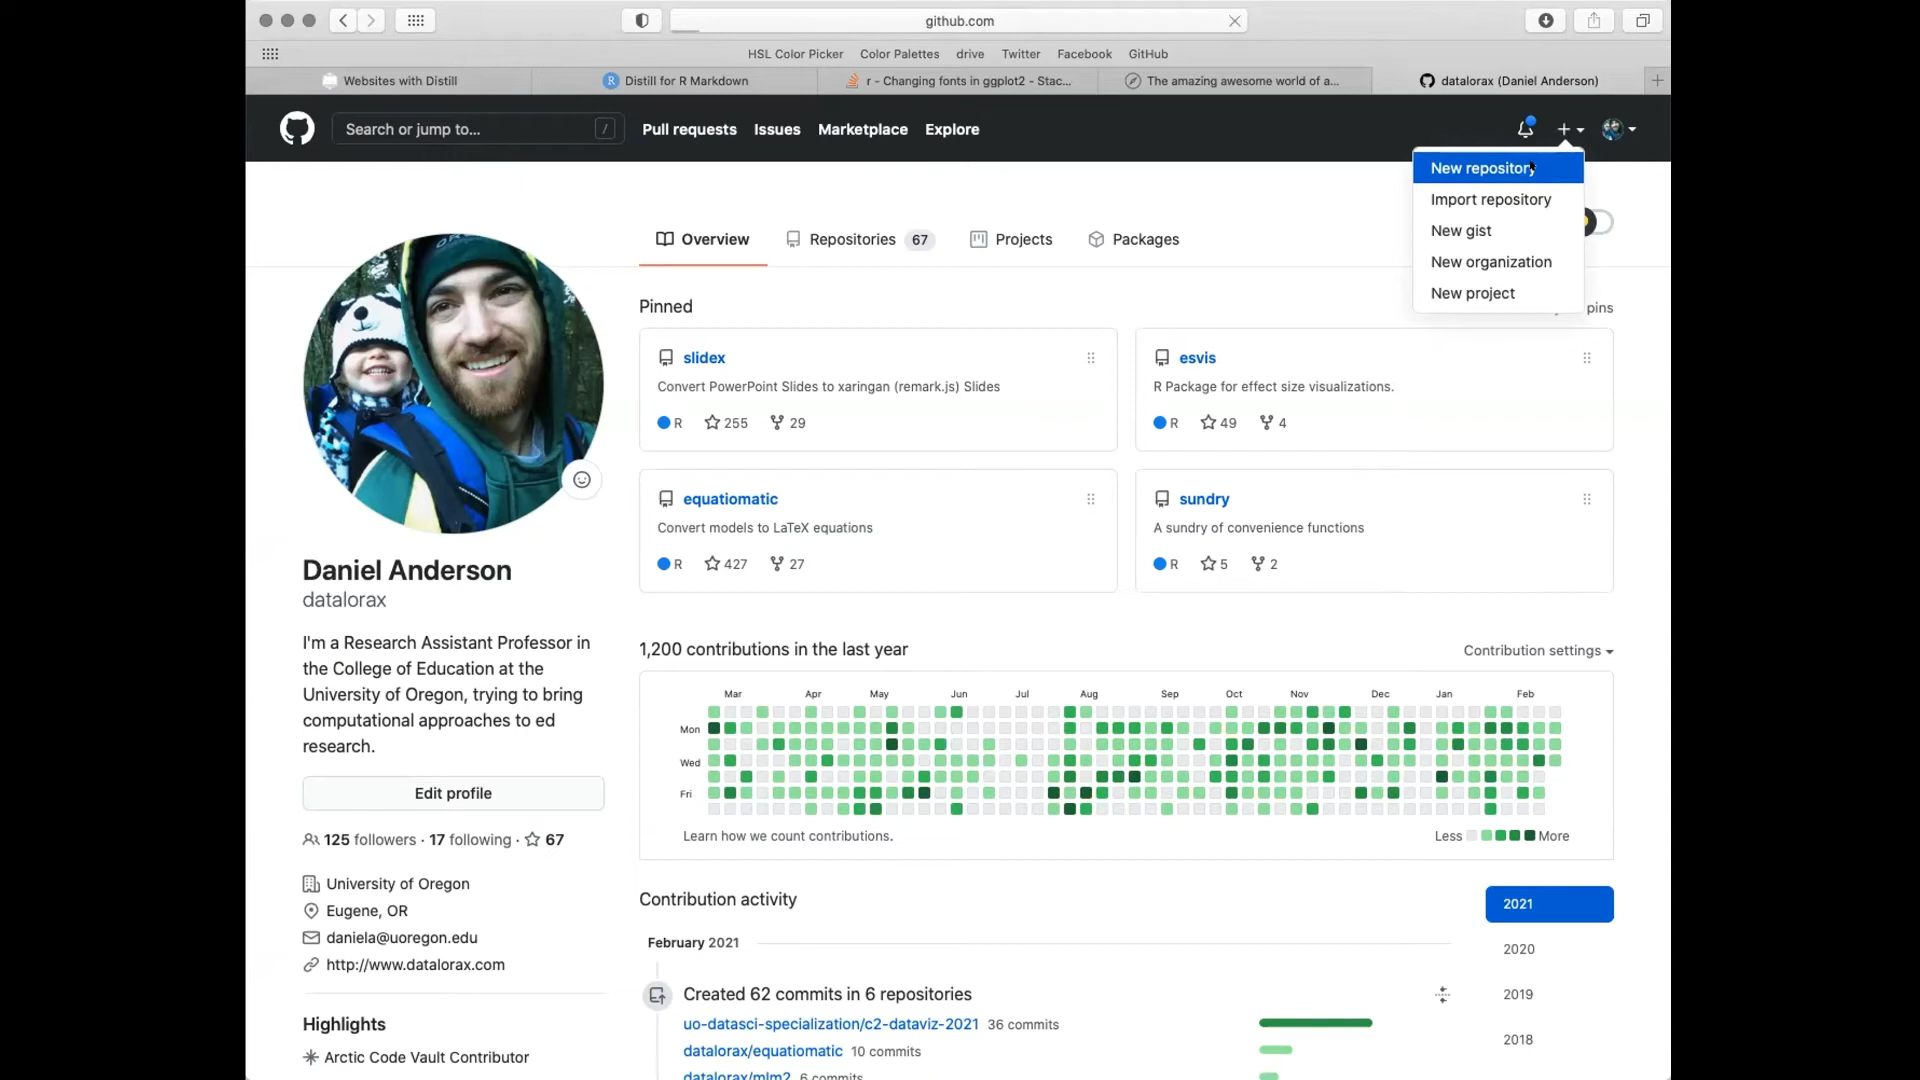 github.com
HSL Color Picker Color Palettes drive Twitter Facebook GitHub
Websites with Distill Distill for R Markdown r - Changing fonts in ggplot2 - Stac... The amazing awesome world of a... datalorax (Daniel Anderson)
Search or jump to... / Pull requests Issues Marketplace Explore
New repository
Import repository
New gist
New organization
New project
Overview Repositories 67 Projects Packages
Pinned
pins
slidex
Convert PowerPoint Slides to xaringan (remark.js) Slides
R 255 29
esvis
R Package for effect size visualizations.
R 49 4
equatiomatic
Convert models to LaTeX equations
R 427 27
sundry
A sundry of convenience functions
R 5 2
Daniel Anderson
datalorax
I'm a Research Assistant Professor in
the College of Education at the
University of Oregon, trying to bring
computational approaches to ed
research.
Edit profile
125 followers · 17 following · 67
University of Oregon
Eugene, OR
daniela@uoregon.edu
http://www.datalorax.com
Highlights
Arctic Code Vault Contributor
1,200 contributions in the last year
Contribution settings
Mar Apr May Jun Jul Aug Sep Oct Nov Dec Jan Feb
Mon
Wed
Fri
Learn how we count contributions.
Less More
Contribution activity
2021
2020
2019
2018
February 2021
Created 62 commits in 6 repositories
uo-datasci-specialization/c2-dataviz-2021 36 commits
datalorax/equatiomatic 10 commits
datalorax/mlm2 6 commits